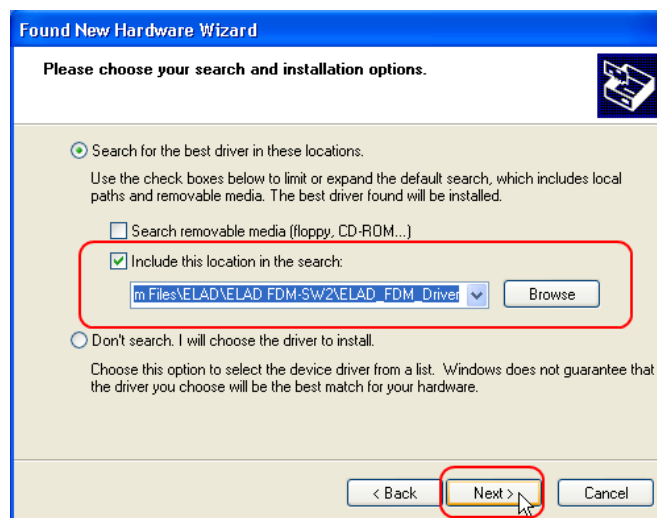 Found New Hardware Wizard
Please choose your search and installation options.
Search for the best driver in these locations.
Use the check boxes below to limit or expand the default search, which includes local
paths and removable media. The best driver found will be installed.
Search removable media (floppy, CD-ROM...)
Include this location in the search:
m Files\ELAD\ELAD FDM-SW2\ELAD_FDM_Driver
Browse
Don't search. I will choose the driver to install.
Choose this option to select the device driver from a list. Windows does not guarantee that
the driver you choose will be the best match for your hardware.
< Back
Next >
Cancel